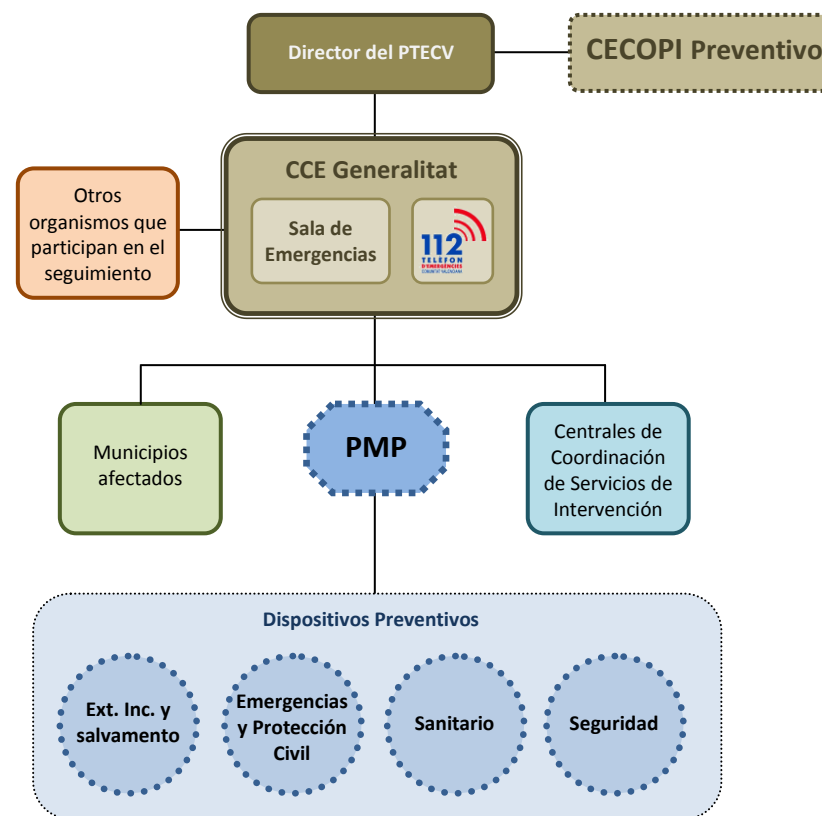 Director del PTECV
CECOPI Preventivo
CCE Generalitat
Otros
organismos que
participan en el
seguimiento
Sala de
Emergencias
112
TELEFON
D'EMERGÈNCIES
COMUNITAT VALENCIANA
Municipios
afectados
PMP
Centrales de
Coordinación
de Servicios de
Intervención
Dispositivos Preventivos
Ext. Inc. y
salvamento
Emergencias
y Protección
Civil
Sanitario
Seguridad